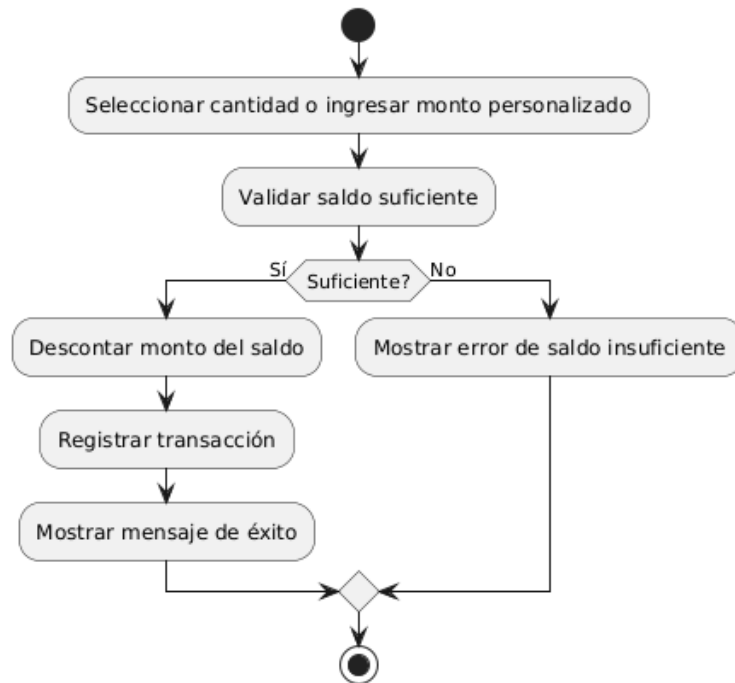 Seleccionar cantidad o ingresar monto personalizado
Validar saldo suficiente
Sí
Suficiente?
No
Descontar monto del saldo
Mostrar error de saldo insuficiente
Registrar transacción
Mostrar mensaje de éxito